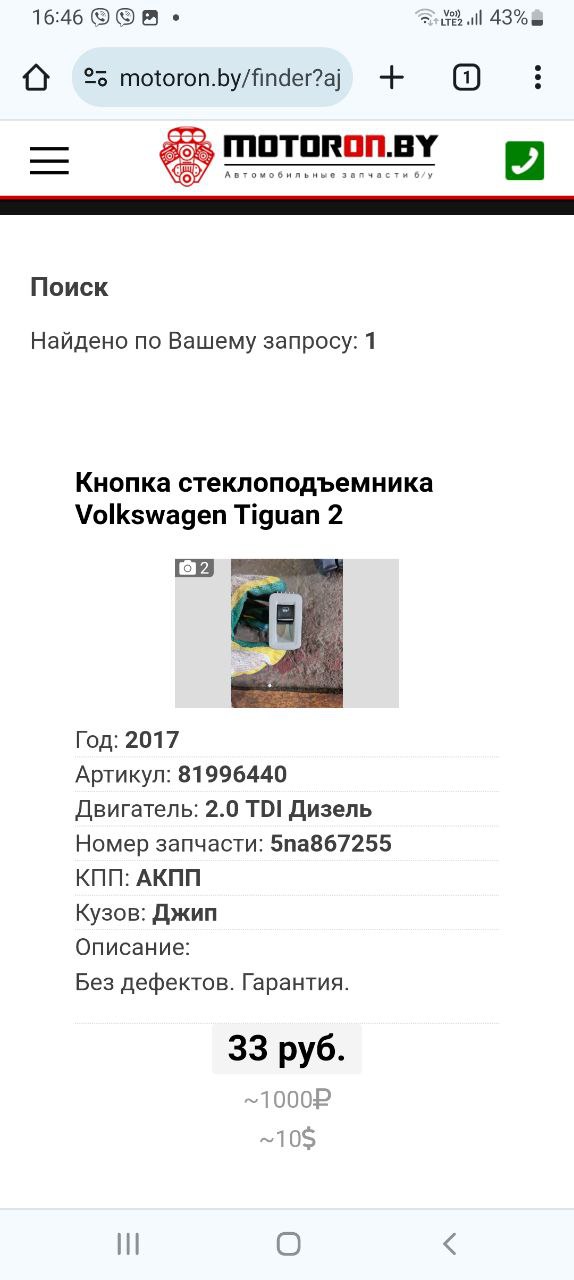 16:46
Vo))
LTE2
43%
motoron.by/finder?aj
1
MOTORON.BY
Автомобильные запчасти б/у
Поиск
Найдено по Вашему запросу: 1
Кнопка стеклоподъемника
Volkswagen Tiguan 2
2
Год: 2017
Артикул: 81996440
Двигатель: 2.0 TDI Дизель
Номер запчасти: 5na867255
КПП: АКПП
Кузов: Джип
Описание:
Без дефектов. Гарантия.
33 руб.
~1000₽
~10$